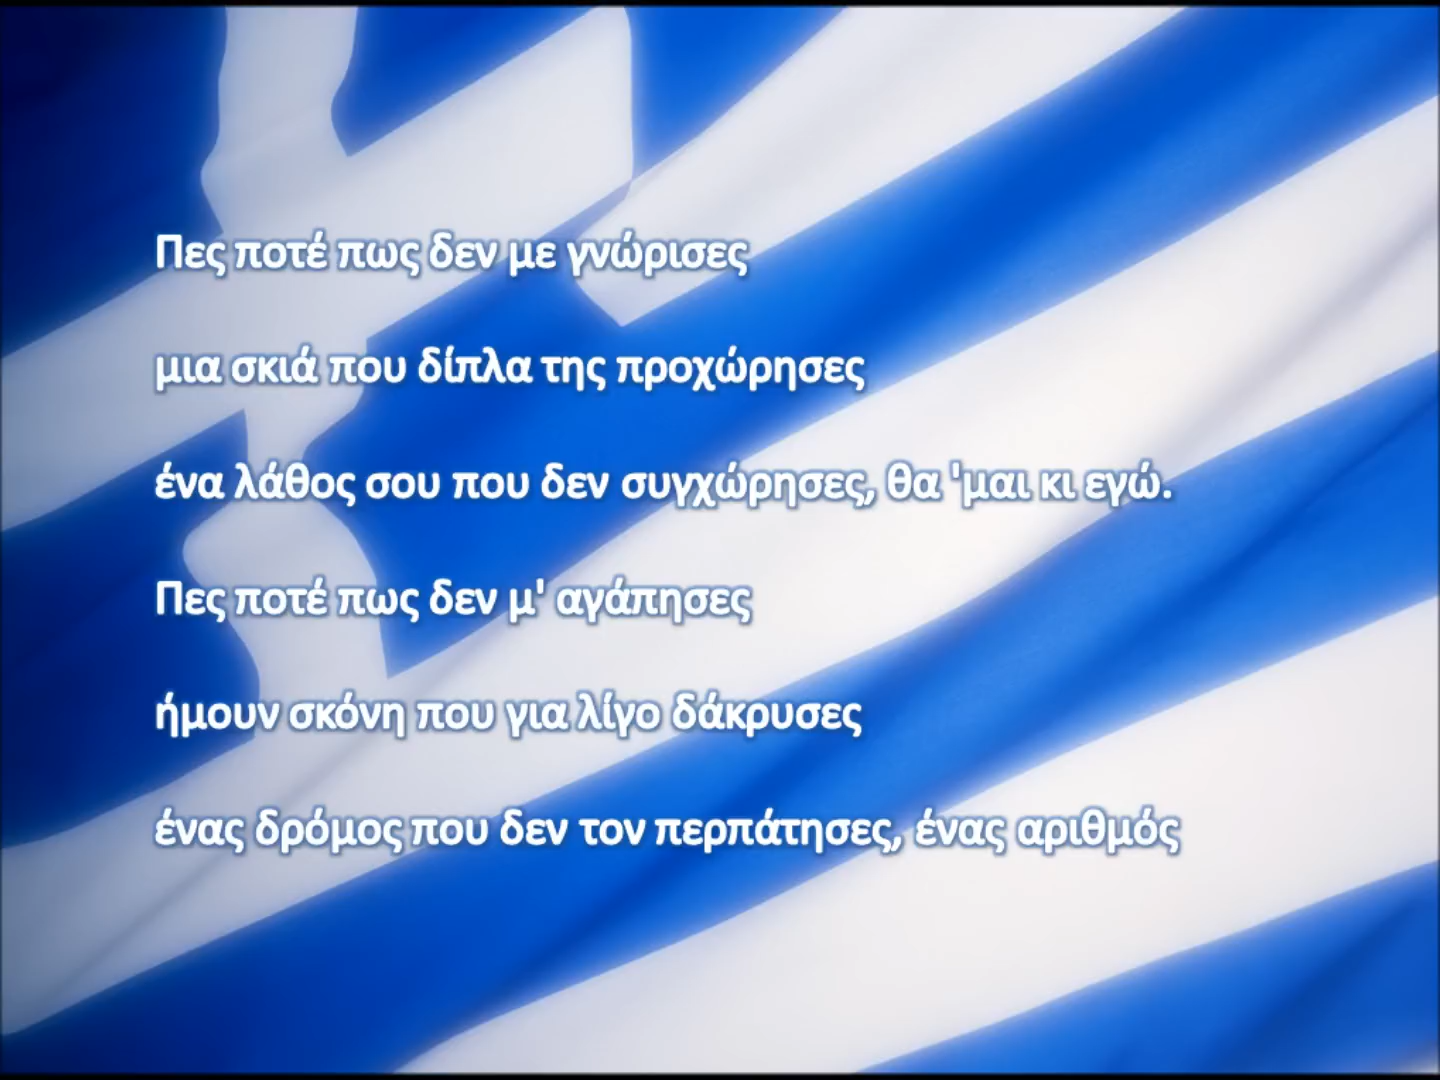 Πες ποτέ πως δεν με γνώρισες
μια σκιά που δίπλα της προχώρησες
ένα λάθος σου που δεν συγχώρησες, θα 'μαι κι εγώ.
Πες ποτέ πως δεν μ' αγάπησες
ήμουν σκόνη που για λίγο δάκρυσες
ένας δρόμος που δεν τον περπάτησες, ένας αριθμός